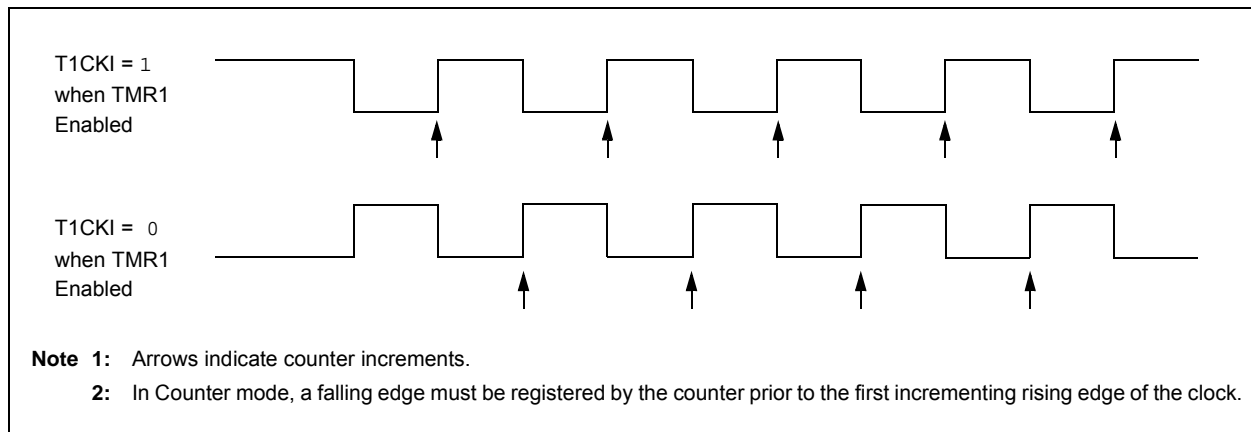 T1CKI = 1
when TMR1
Enabled
T1CKI = 0
when TMR1
Enabled
Note 1: Arrows indicate counter increments.
2: In Counter mode, a falling edge must be registered by the counter prior to the first incrementing rising edge of the clock.